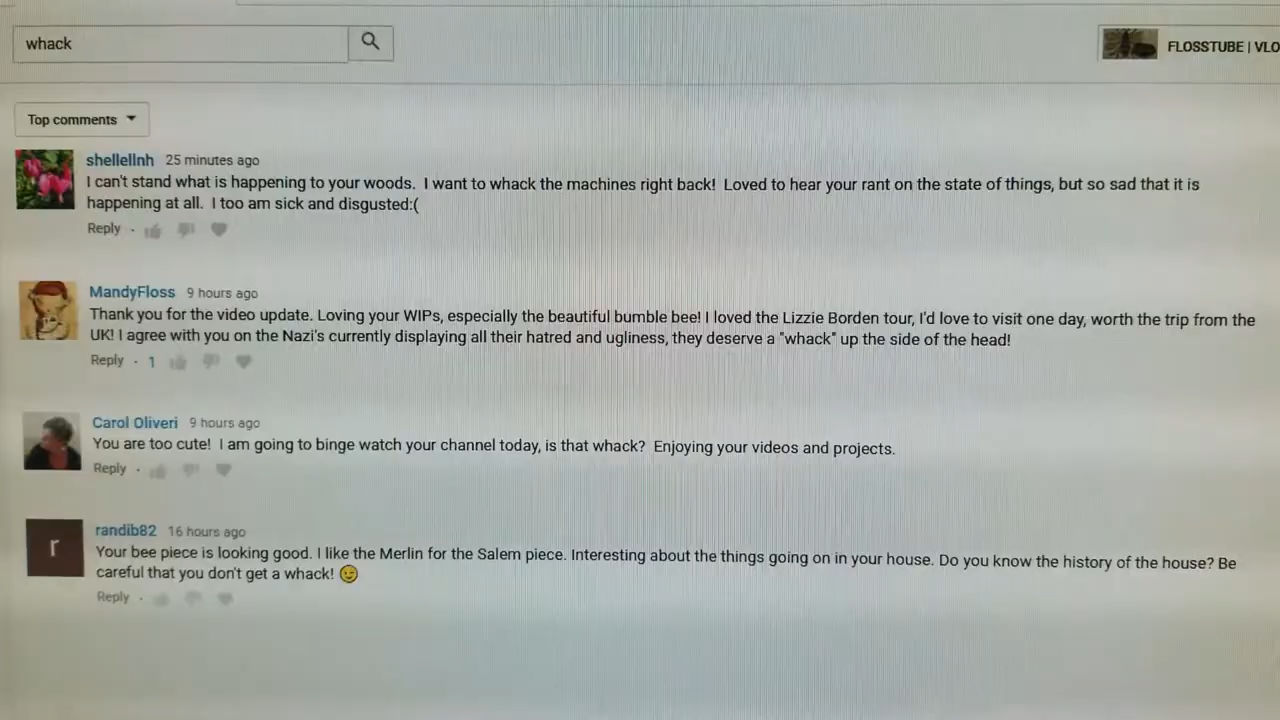 whack
FLOSSTUBE | VLO
Top comments
shellellnh 25 minutes ago
I can't stand what is happening to your woods. I want to whack the machines right back! Loved to hear your rant on the state of things, but so sad that it is
happening at all. I too am sick and disgusted:(
Reply
MandyFloss 9 hours ago
Thank you for the video update. Loving your WIPs, especially the beautiful bumble bee! I loved the Lizzie Borden tour, I'd love to visit one day, worth the trip from the
UK! I agree with you on the Nazi's currently displaying all their hatred and ugliness, they deserve a "whack" up the side of the head!
Reply · 1
Carol Oliveri 9 hours ago
You are too cute! I am going to binge watch your channel today, is that whack? Enjoying your videos and projects.
Reply
r
randib82 16 hours ago
Your bee piece is looking good. I like the Merlin for the Salem piece. Interesting about the things going on in your house. Do you know the history of the house? Be
careful that you don't get a whack! 😉
Reply